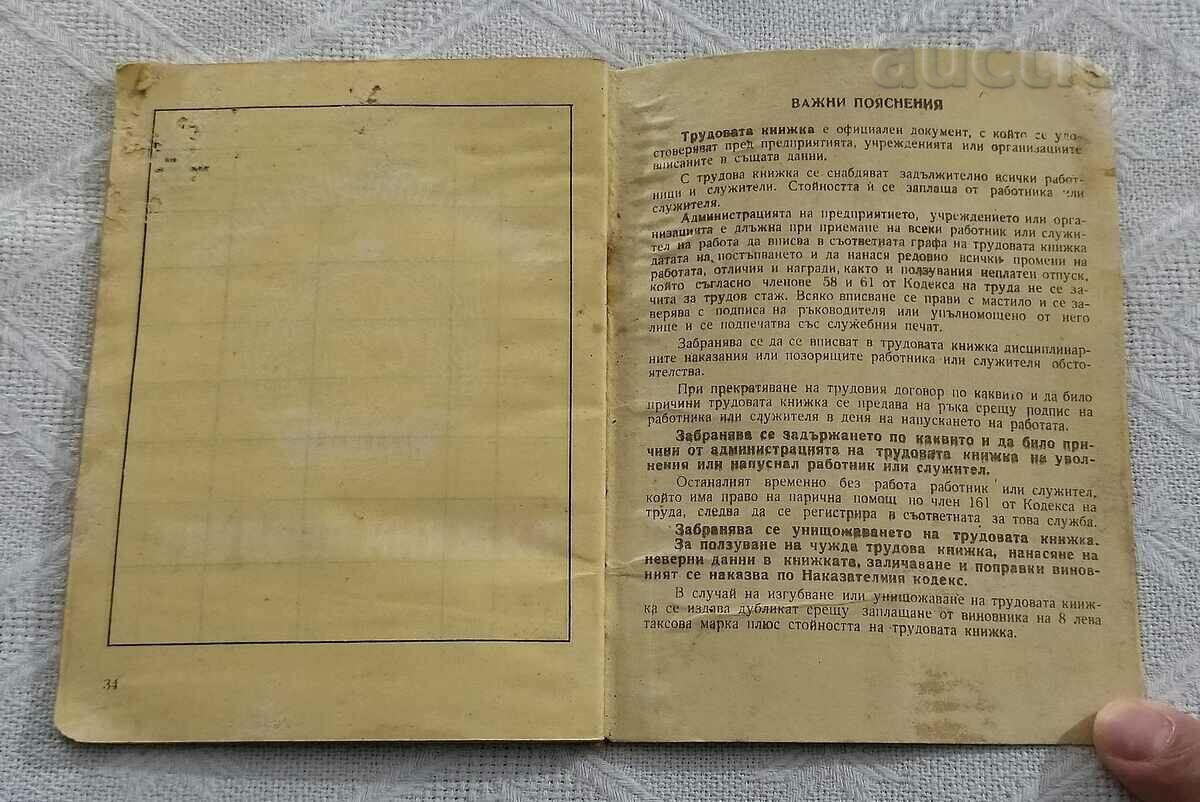 auction
34
ВАЖНИ ПОЯСНЕНИЯ
Трудовата книжка е официален документ, с който се удо-
стоверяват пред предприятията, учрежденията или организациите
вписаните в същата данни.
С трудова книжка се снабдяват задължително всички работ-
ници и служители. Стойността ѝ се заплаща от работника или
служителя.
Администрацията на предприятието, учреждението или орга-
низацията е длъжна при приемане на всеки работник или служи-
тел на работа да вписва в съответната графа на трудовата книжка
датата на постъпването и да нанася редовно всички промени на
работата, отличия и награди, както и ползувания неплатен отпуск,
който съгласно членове 58 и 61 от Кодекса на труда не се за-
чита за трудов стаж. Всяко вписване се прави с мастило и се за-
верява с подписа на ръководителя или упълномощено от него
лице и се подпечатва със служебния печат.
Забранява се да се вписват в трудовата книжка дисциплинар-
ните наказания или позорящите работника или служителя обсто-
ятелства.
При прекратяване на трудовия договор по каквито и да било
причини трудовата книжка се предава на ръка срещу подпис на
работника или служителя в деня на напускането на работата.
Забранява се задържането по каквито и да било при-
чини от администрацията на трудовата книжка на увол-
нения или напуснал работник или служител.
Останалият временно без работа работник или служител,
който има право на парична помощ по член 161 от Кодекса на
труда, следва да се регистрира в съответната за това служба.
Забранява се унищожаването на трудовата книжка.
За ползуване на чужда трудова книжка, нанасяне на
неверни данни в книжката, заличаване и поправки винов-
ният се наказва по Наказателния кодекс.
В случай на изгубване или унищожаване на трудовата книж-
ка се издава дубликат срещу заплащане от виновника на 8 лева
таксова марка плюс стойността на трудовата книжка.